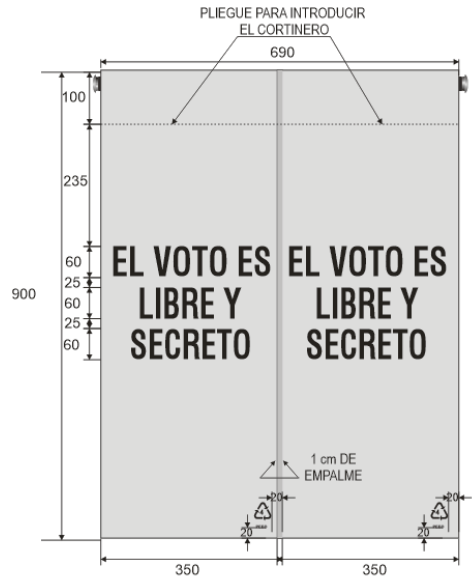 PLIEGUE PARA INTRODUCIR
EL CORTINERO
690
100
235
60
25
60
25
60
900
EL VOTO ES
LIBRE Y
SECRETO
EL VOTO ES
LIBRE Y
SECRETO
1 cm DE
EMPALME
20
20
20
20
350
350